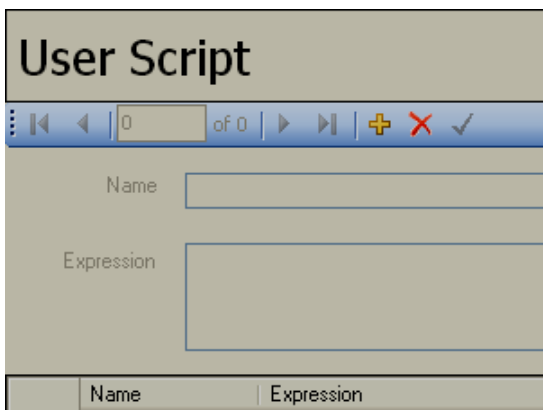 User Script
0 of 0
Name
Expression
Name Expression